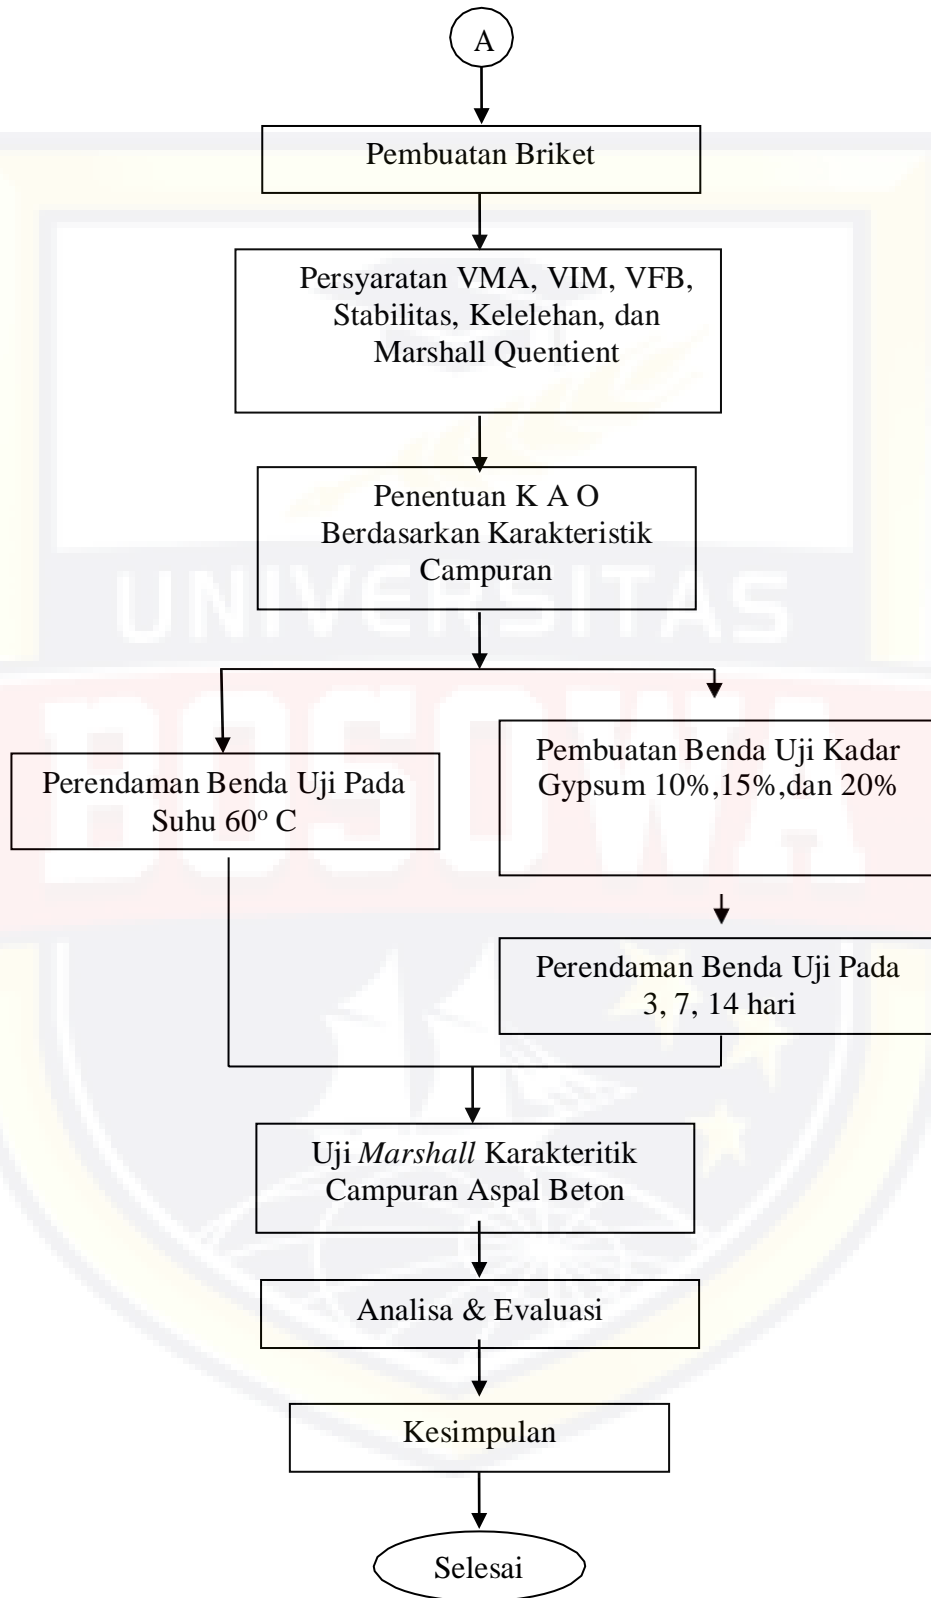 A
Pembuatan Briket
Persyaratan VMA, VIM, VFB,
Stabilitas, Kelelehan, dan
Marshall Quentient
Penentuan K A O
Berdasarkan Karakteristik
Campuran
UNIVERSITAS
BOSOWA
Perendaman Benda Uji Pada
Suhu 60° C
Pembuatan Benda Uji Kadar
Gypsum 10%,15%,dan 20%
Perendaman Benda Uji Pada
3, 7, 14 hari
Uji Marshall Karakteritik
Campuran Aspal Beton
Analisa & Evaluasi
Kesimpulan
Selesai